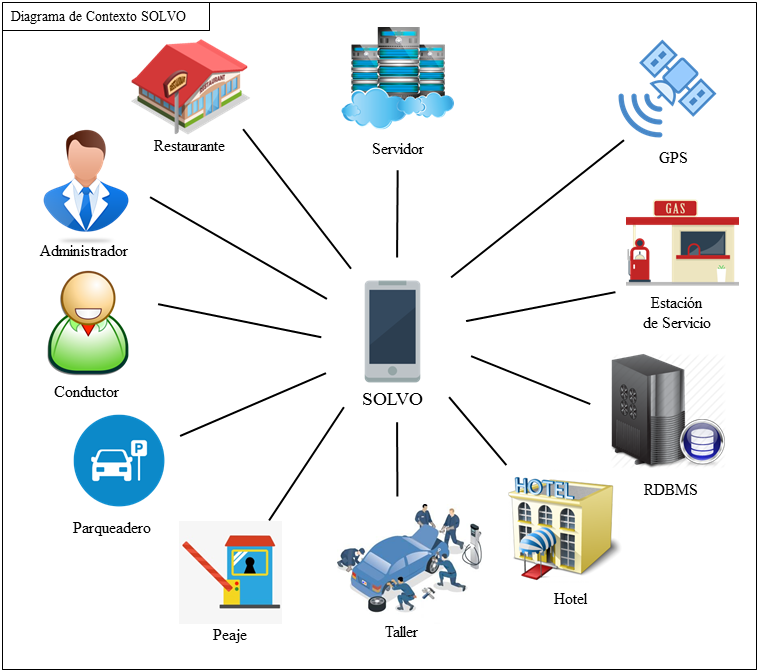 Diagrama de Contexto SOLVO
RESTAURANT
Restaurante
Servidor
GPS
Administrador
GAS
Estación
de Servicio
Conductor
SOLVO
P
Parqueadero
RDBMS
HOTEL
Hotel
Peaje
Taller